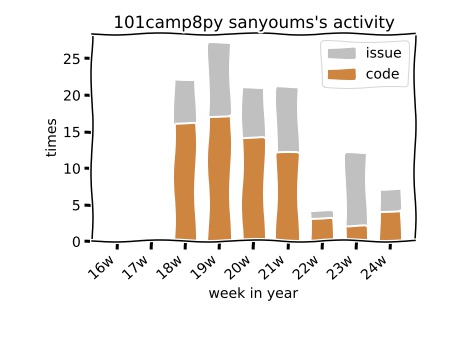 101camp8py sanyoums's activity
issue
code
times
25
20
15
10
5
0
16w
17w
18w
19w
20w
21w
22w
23w
24w
week in year